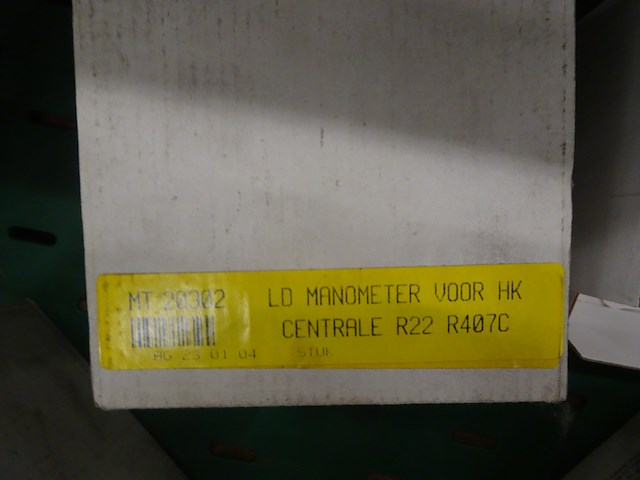 MT 20302 LD MANOMETER VOOR HK
CENTRALE R22 R407C
AG 23 01 04 STUK